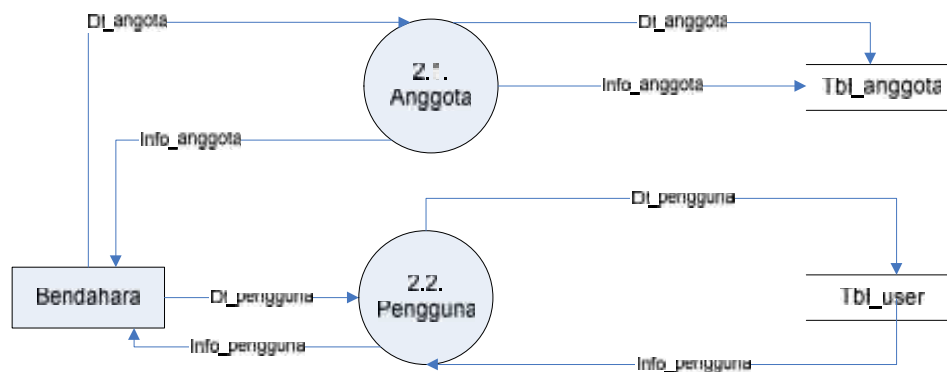 Dt_angota
Dt_anggota
2.1.
Anggota
Info_anggota
Tbl_anggota
Info_anggota
Dt_pengguna
2.2.
Pengguna
Bendahara
Dt_pengguna
Tbl_user
Info_pengguna
Info_pengguna